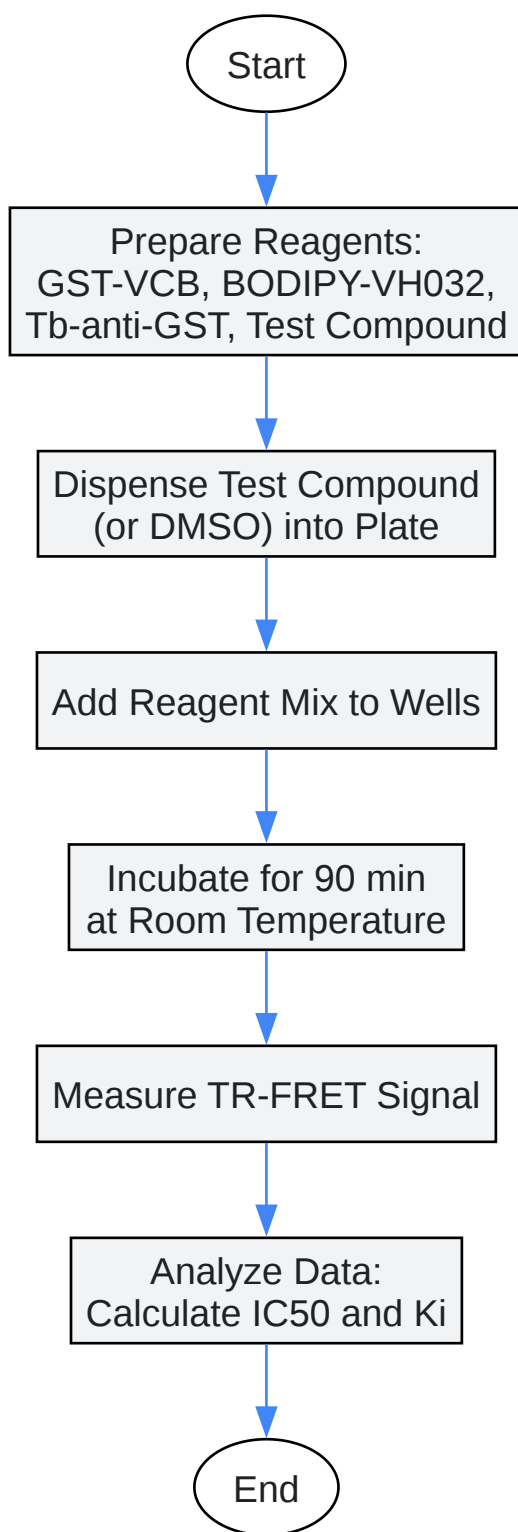 Start
Prepare Reagents:
GST-VCB, BODIPY-VH032,
Tb-anti-GST, Test Compound
Dispense Test Compound
(or DMSO) into Plate
Add Reagent Mix to Wells
Incubate for 90 min
at Room Temperature
Measure TR-FRET Signal
Analyze Data:
Calculate IC50 and Ki
End